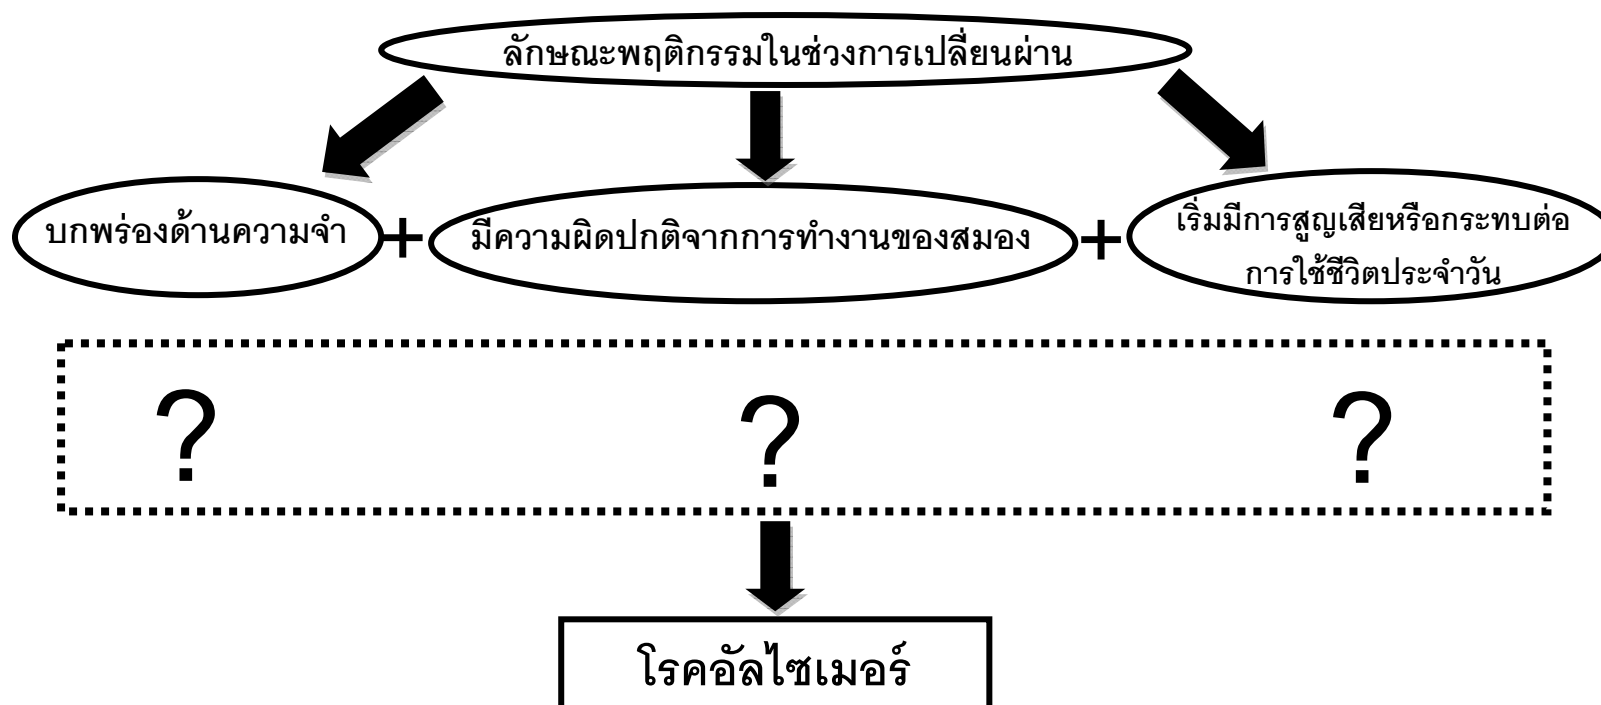 ลักษณะพฤติกรรมในช่วงการเปลี่ยนผ่าน
บกพร่องด้านความจำ
+
มีความผิดปกติจากการทำงานของสมอง
+
เริ่มมีการสูญเสียหรือกระทบต่อ
การใช้ชีวิตประจำวัน
? ? ?
โรคอัลไซเมอร์